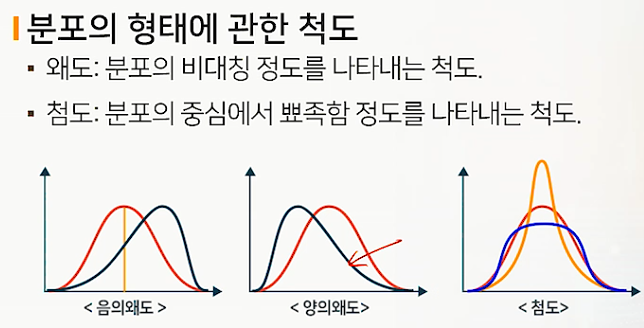 분포의 형태에 관한 척도
▪ 왜도: 분포의 비대칭 정도를 나타내는 척도.
▪ 첨도: 분포의 중심에서 뾰족함 정도를 나타내는 척도.
< 음의왜도 > < 양의왜도> < 첨도>